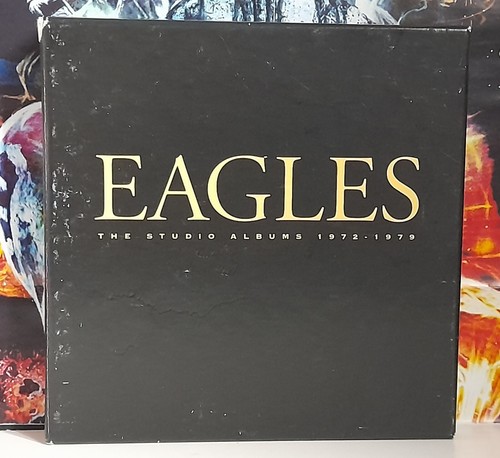 EAGLES
THE STUDIO ALBUMS 1972-1979